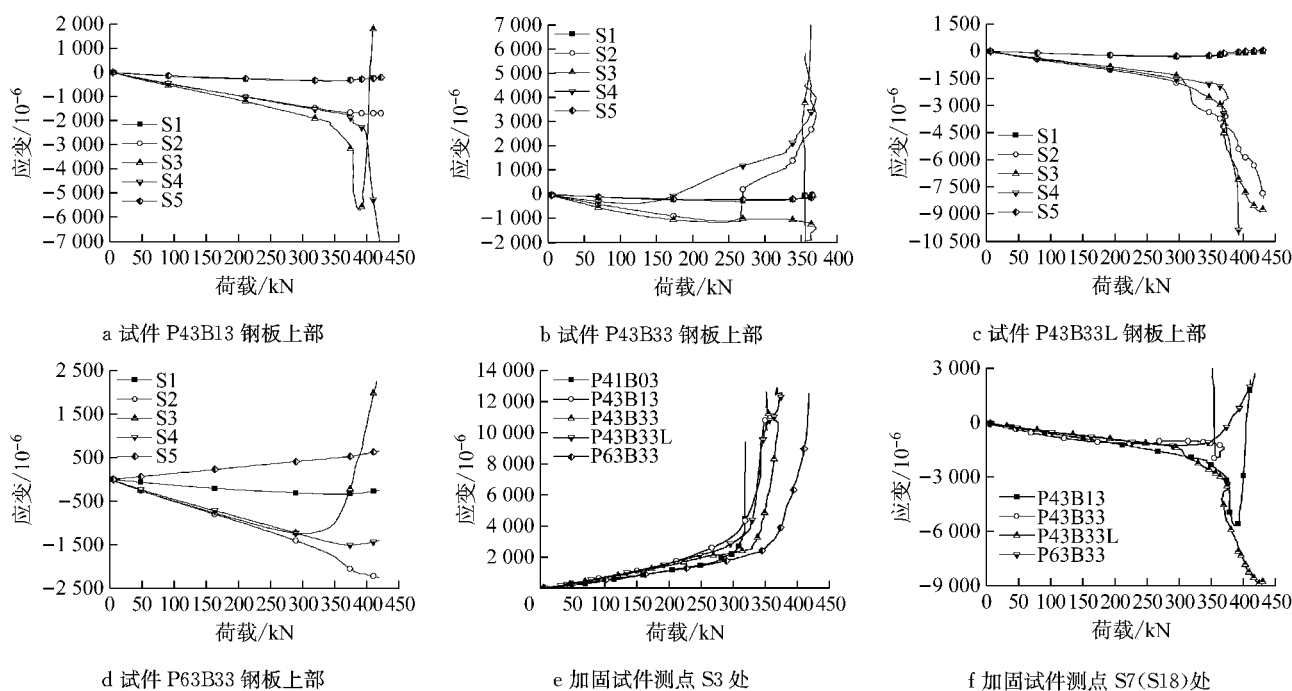 2 000
1 000
0
−1 000
−2 000
−3 000
−4 000
−5 000
−6 000
−7 000
应变/10⁻⁶
S1
S2
S3
S4
S5
0 50 100 150 200 250 300 350 400 450
荷载/kN
a 试件 P43B13 钢板上部
7 000
6 000
5 000
4 000
3 000
2 000
1 000
0
−1 000
−2 000
应变/10⁻⁶
S1
S2
S3
S4
S5
0 50 100 150 200 250 300 350 400
荷载/kN
b 试件 P43B33 钢板上部
1 500
0
−1 500
−3 000
−4 500
−6 000
−7 500
−9 000
−10 500
应变/10⁻⁶
S1
S2
S3
S4
S5
0 50 100 150 200 250 300 350 400 450
荷载/kN
c 试件 P43B33L 钢板上部
2 500
1 500
500
−500
−1 500
−2 500
应变/10⁻⁶
S1
S2
S3
S4
S5
0 50 100 150 200 250 300 350 400 450
荷载/kN
d 试件 P63B33 钢板上部
14 000
12 000
10 000
8 000
6 000
4 000
2 000
应变/10⁻⁶
P41B03
P43B13
P43B33
P43B33L
P63B33
0 50 100 150 200 250 300 350 400 450
荷载/kN
e 加固试件测点 S3 处
3 000
0
−3 000
−6 000
−9 000
应变/10⁻⁶
P43B13
P43B33
P43B33L
P63B33
0 50 100 150 200 250 300 350 400 450
荷载/kN
f 加固试件测点 S7(S18)处